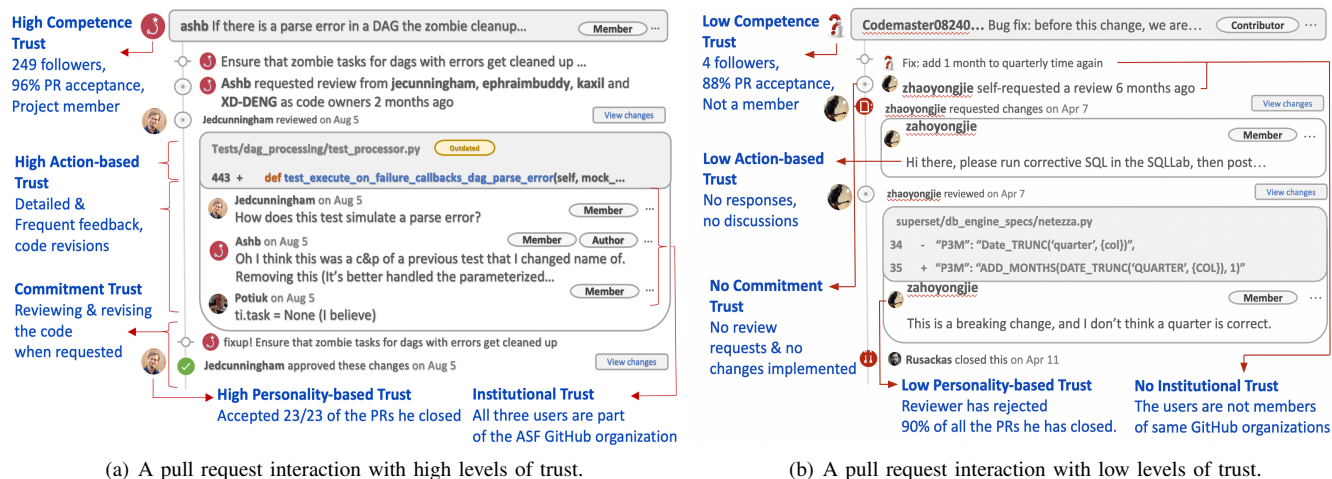 High Competence
Trust
249 followers,
96% PR acceptance,
Project member
ashb If there is a parse error in a DAG the zombie cleanup...
Member ...
Ensure that zombie tasks for dags with errors get cleaned up ...
Ashb requested review from jecunningham, ephraimbuddy, kaxil and
XD-DENG as code owners 2 months ago
Jedcunningham reviewed on Aug 5
View changes
High Action-based
Trust
Detailed &
Frequent feedback,
code revisions
Tests/dag_processing/test_processor.py
Outdated
443 + def test_execute_on_failure_callbacks_dag_parse_error(self, mock_...
Jedcunningham on Aug 5
How does this test simulate a parse error?
Member ...
Ashb on Aug 5
Member Author ...
Oh I think this was a c&p of a previous test that I changed name of.
Removing this (It's better handled the parameterized...
Potiuk on Aug 5
Member ...
ti.task = None (I believe)
Commitment Trust
Reviewing & revising
the code
when requested
fixup! Ensure that zombie tasks for dags with errors get cleaned up
Jedcunningham approved these changes on Aug 5
View changes
High Personality-based Trust
Accepted 23/23 of the PRs he closed
Institutional Trust
All three users are part
of the ASF GitHub organization
(a) A pull request interaction with high levels of trust.
Low Competence
Trust
4 followers,
88% PR acceptance,
Not a member
Codemaster08240... Bug fix: before this change, we are...
Contributor ...
Fix: add 1 month to quarterly time again
zhaoyongjie self-requested a review 6 months ago
zhaoyongjie requested changes on Apr 7
View changes
zahoyongjie
Member ...
Hi there, please run corrective SQL in the SQLLab, then post...
Low Action-based
Trust
No responses,
no discussions
zhaoyongjie reviewed on Apr 7
View changes
superset/db_engine_specs/netezza.py
34 - "P3M": "Date_TRUNC('quarter', {col})",
35 + "P3M": "ADD_MONTHS(DATE_TRUNC('QUARTER', {COL}), 1)"
zahoyongjie
Member ...
This is a breaking change, and I don't think a quarter is correct.
No Commitment
Trust
No review
requests & no
changes implemented
Rusackas closed this on Apr 11
Low Personality-based Trust
Reviewer has rejected
90% of all the PRs he has closed.
No Institutional Trust
The users are not members
of same GitHub organizations
(b) A pull request interaction with low levels of trust.